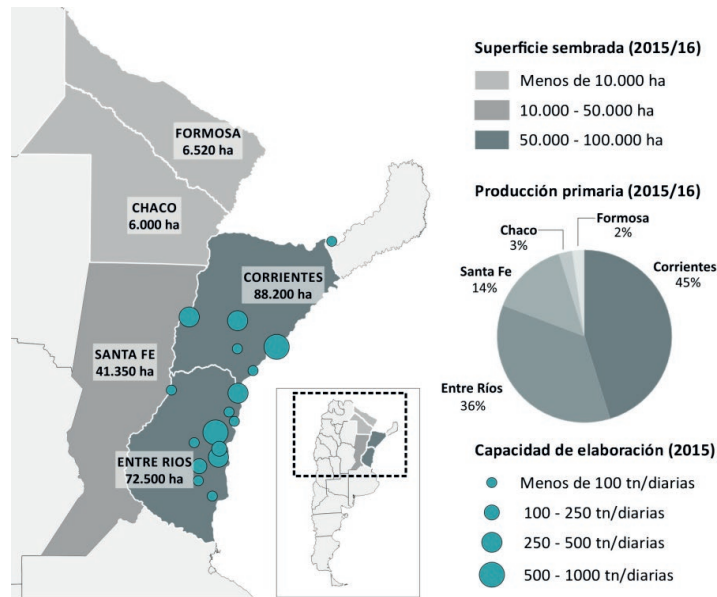 FORMOSA
6.520 ha
CHACO
6.000 ha
CORRIENTES
88.200 ha
SANTA FE
41.350 ha
ENTRE RIOS
72.500 ha
Superficie sembrada (2015/16)
Menos de 10.000 ha
10.000 - 50.000 ha
50.000 - 100.000 ha
Producción primaria (2015/16)
Formosa
2%
Chaco
3%
Corrientes
45%
Santa Fe
14%
Entre Ríos
36%
Capacidad de elaboración (2015)
Menos de 100 tn/diarias
100 - 250 tn/diarias
250 - 500 tn/diarias
500 - 1000 tn/diarias